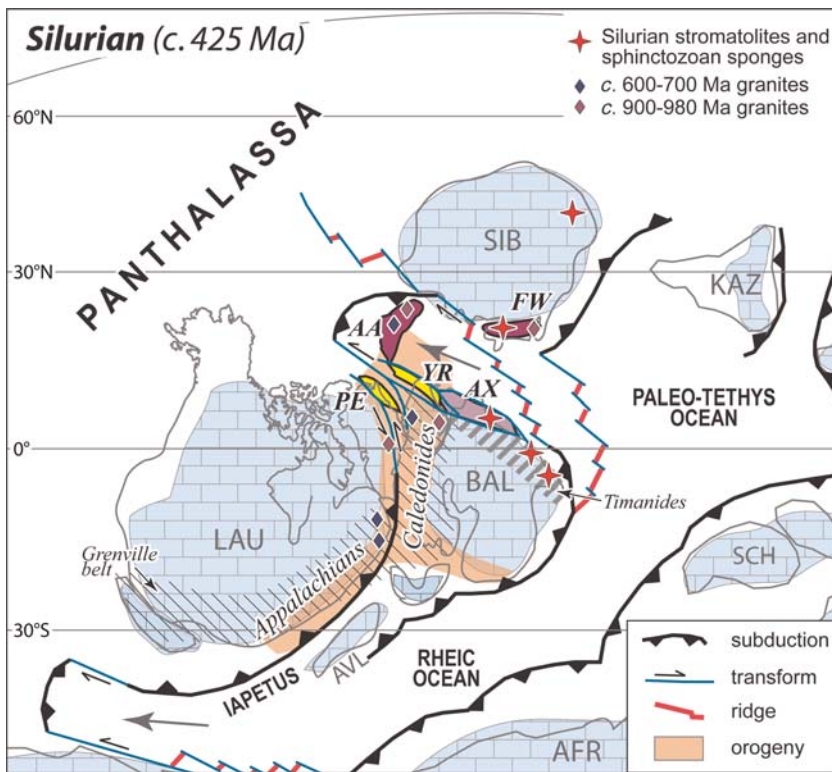 Silurian (c. 425 Ma)
Silurian stromatolites and
sphinctozoan sponges
c. 600-700 Ma granites
c. 900-980 Ma granites
60°N
PANTHALASSA
SIB
30°N
KAZ
FW
AA
YR
AX
PE
PALEO-TETHYS
OCEAN
0°
BAL
Caledonides
Timanides
LAU
Grenville
belt
Appalachians
SCH
30°S
AVL
IAPETUS
RHEIC
OCEAN
AFR
subduction
transform
ridge
orogeny